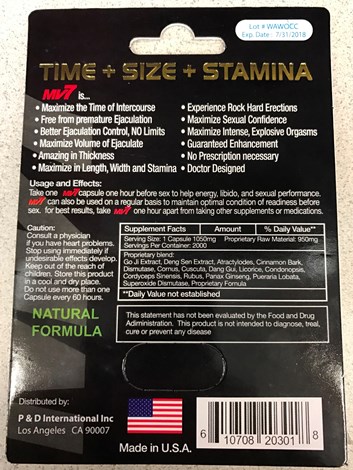 Lot # WAWOCC
Exp. Date: 7/31/2018
TIME + SIZE + STAMINA
MV7 is...
• Maximize the Time of Intercourse
• Free from premature Ejaculation
• Better Ejaculation Control, NO Limits
• Maximize Volume of Ejaculate
• Amazing in Thickness
• Maximize in Length, Width and Stamina
• Experience Rock Hard Erections
• Maximize Sexual Confidence
• Maximize Intense, Explosive Orgasms
• Guaranteed Enhancement
• No Prescription necessary
• Doctor Designed
Usage and Effects:
Take one MV7 capsule one hour before sex to help energy, libido, and sexual performance.
MV7 can also be used on a regular basis to maintain optimal condition of readiness before
sex. for best results, take MV7 one hour apart from taking other supplements or medications.
Caution:
Consult a physician
if you have heart problems.
Stop using immediately if
undesirable effects develop.
Keep out of the reach of
children. Store this product
in a cool and dry place.
Do not use more than one
Capsule every 60 hours.
NATURAL
FORMULA
Supplement Facts Amount % Daily Value**
Serving Size: 1 Capsule 1050mg Proprietary Raw Material: 950mg
Servings Per Container: 2000
Proprietary blend:
Go Ji Extract, Deng Sen Extract, Atractylodes, Cinnamon Bark,
Dismutase, Cornus, Cuscuta, Dang Gui, Licorice, Condonopsis,
Cordyceps Sinensis, Rubus, Panax Ginseng, Pueraria Lobata,
Superoxide Dismutase, Proprietary Formula
**Daily Value not established
This statement has not been evaluated by the Food and Drug
Administration. This product is not intended to diagnose, treat,
cure or prevent any disease
Distributed by:
P & D International Inc
Los Angeles CA 90007
Made in U.S.A.
6 10708 20301 8